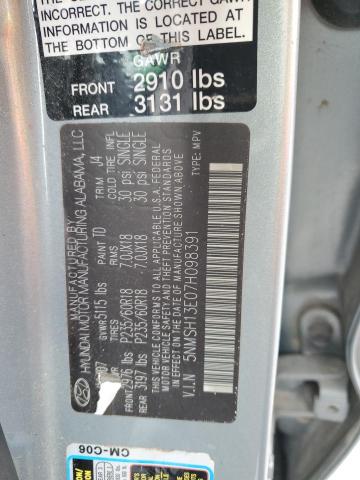 INCORRECT. THE CORRECT GAWR
INFORMATION IS LOCATED AT
THE BOTTOM OF THIS LABEL.
GAWR
FRONT 2910 lbs
REAR 3131 lbs
HYUNDAI MOTOR MANUFACTURING ALABAMA, LLC
PAINT TD TRIM J4
GVWR 5115 lbs TIRES RIMS COLD TIRE INFL
FRONT 2976 P235/60R18 7.0JX18 30 psi SINGLE
REAR 3197 lbs P235/60R18 7.0JX18 30 psi SINGLE
THIS VEHICLE CONFORMS TO ALL APPLICABLE U.S.A. FEDERAL
MOTOR VEHICLE SAFETY, BUMPER, AND THEFT PREVENTION STANDARDS
IN EFFECT ON THE DATE OF MANUFACTURE SHOWN ABOVE.
V.I.N 5NMSH13E07H098391 TYPE: MPV
CM-C06